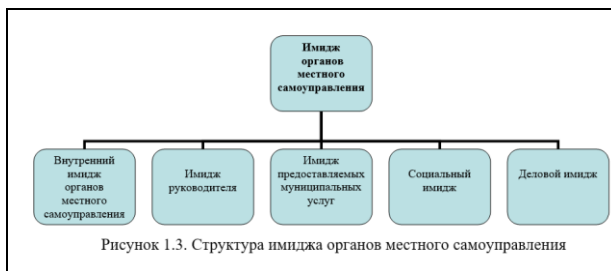 Имидж
органов
местного
самоуправления
Внутренний
имидж
органов
местного
самоуправления
Имидж
руководителя
Имидж
предоставляемых
муниципальных
услуг
Социальный
имидж
Деловой имидж
Рисунок 1.3. Структура имиджа органов местного самоуправления